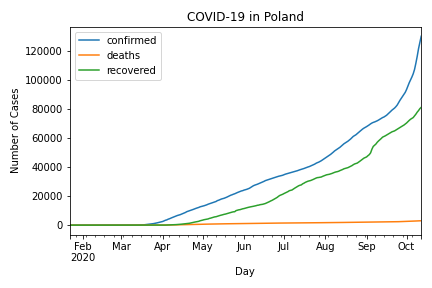 COVID-19 in Poland
confirmed
deaths
recovered
Number of Cases
120000
100000
80000
60000
40000
20000
0
Feb Mar Apr May Jun Jul Aug Sep Oct
2020
Day